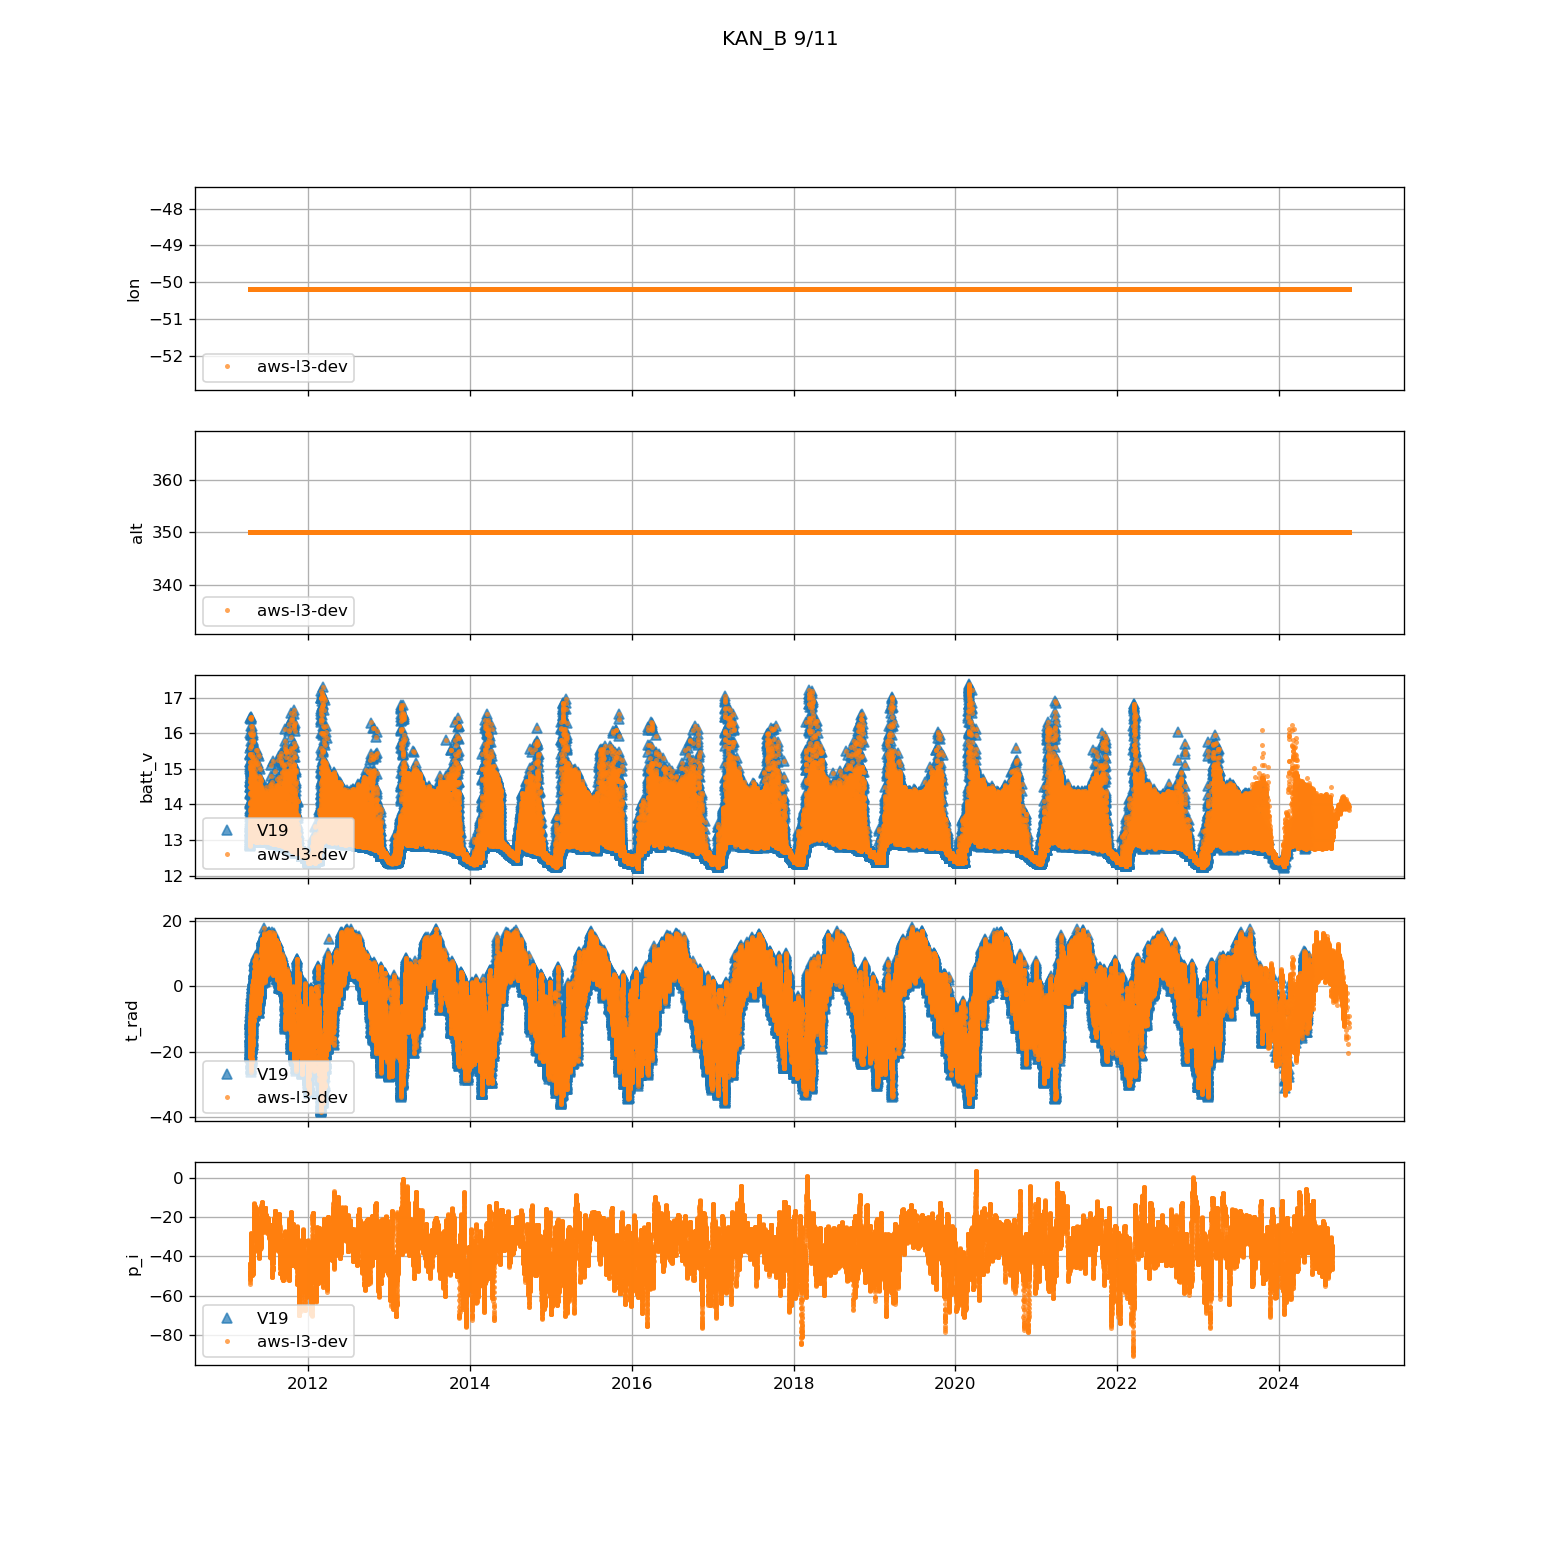 KAN_B 9/11
−48
−49
−50
−51
−52
lon
aws-l3-dev
360
350
340
alt
aws-l3-dev
17
16
15
14
13
12
batt_v
V19
aws-l3-dev
20
0
−20
−40
t_rad
V19
aws-l3-dev
0
−20
−40
−60
−80
p_i
V19
aws-l3-dev
2012 2014 2016 2018 2020 2022 2024